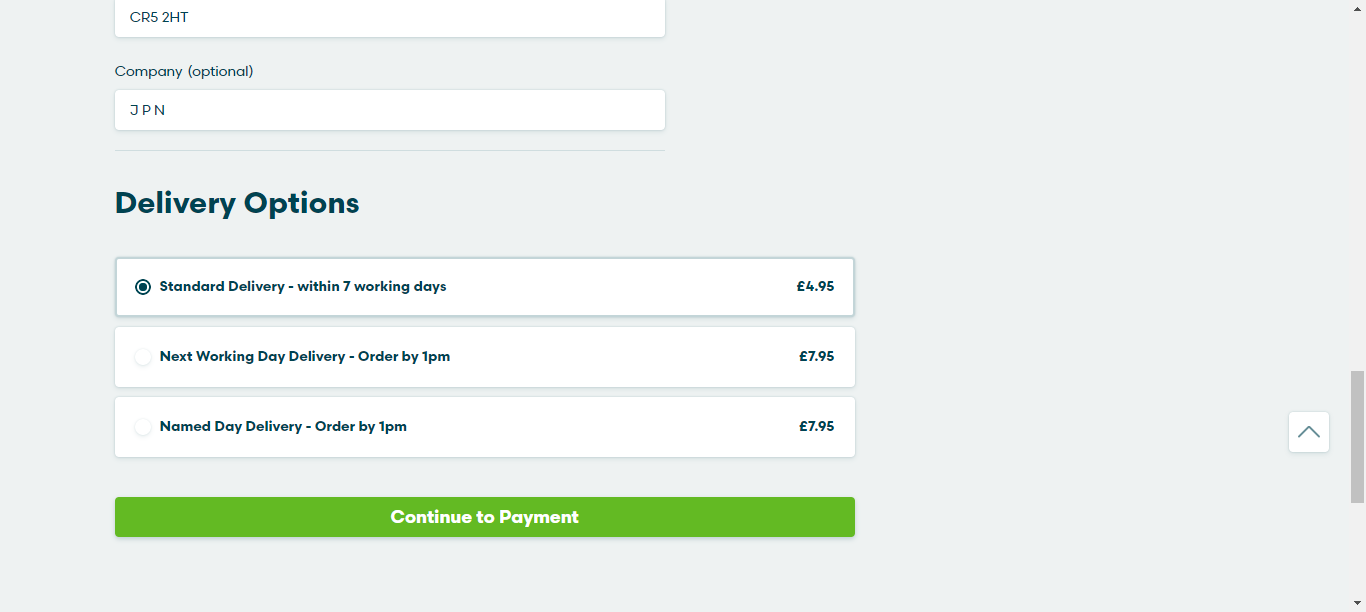 CR5 2HT
Company (optional)
J P N
Delivery Options
Standard Delivery - within 7 working days £4.95
Next Working Day Delivery - Order by 1pm £7.95
Named Day Delivery - Order by 1pm £7.95
Continue to Payment